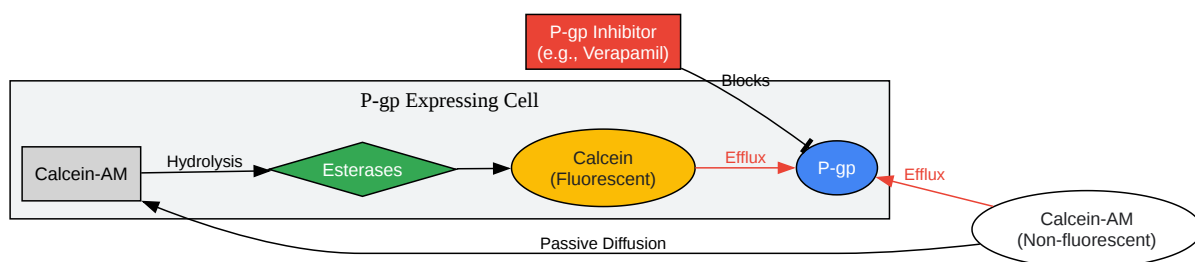 P-gp Inhibitor
(e.g., Verapamil)
Blocks
P-gp Expressing Cell
Calcein-AM
Hydrolysis
Esterases
Calcein
(Fluorescent)
Efflux
P-gp
Efflux
Calcein-AM
(Non-fluorescent)
Passive Diffusion